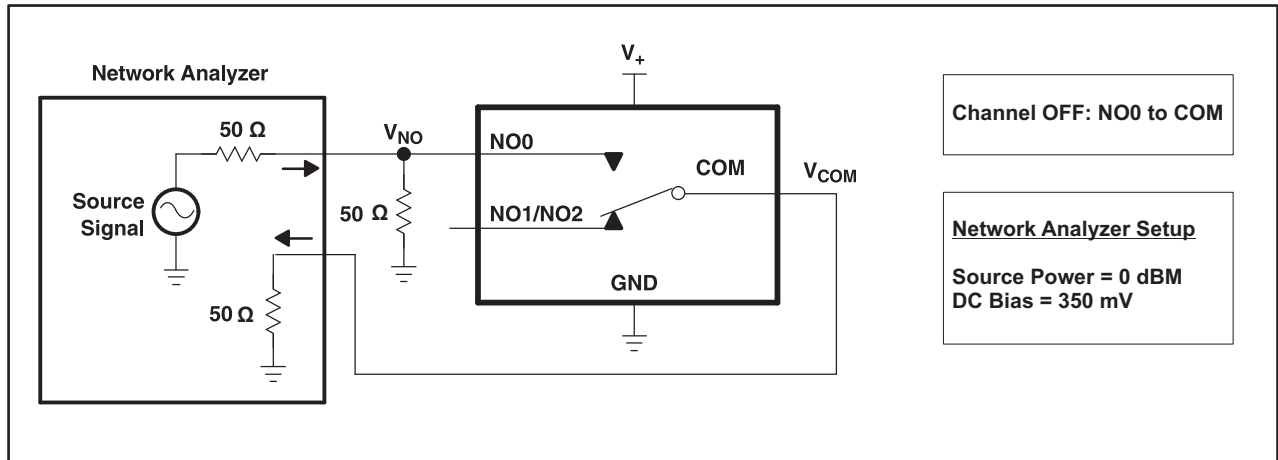 V+
Network Analyzer
Channel OFF: NO0 to COM
50 Ω
VNO
NO0
COM
VCOM
Source
Signal
50 Ω
NO1/NO2
Network Analyzer Setup
Source Power = 0 dBM
DC Bias = 350 mV
GND
50 Ω